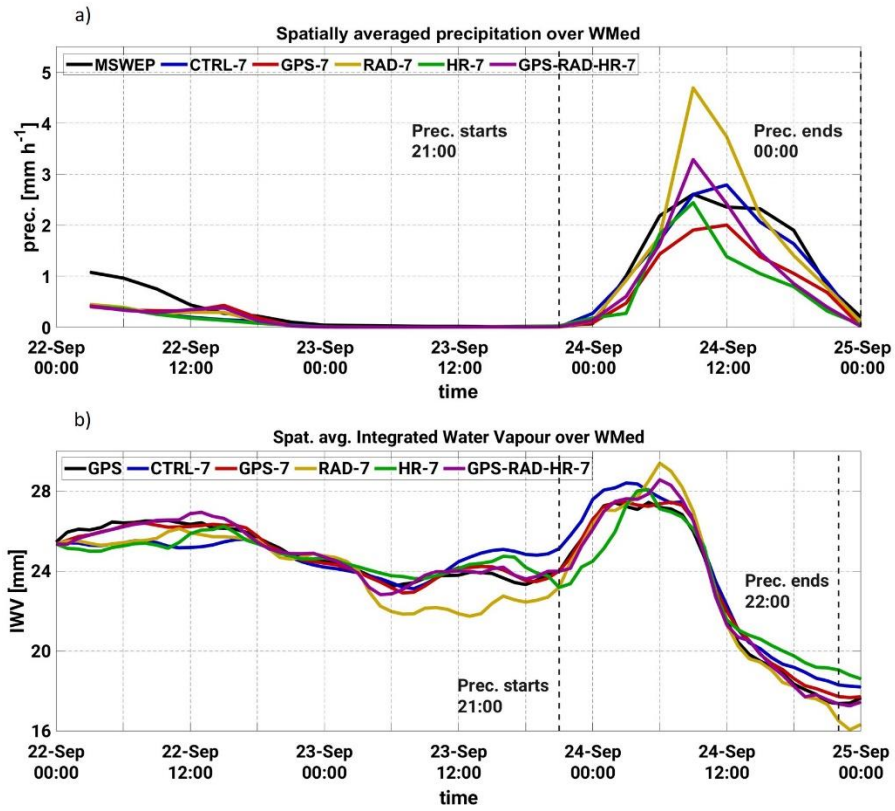 a)
Spatially averaged precipitation over WMed
MSWEP CTRL-7 GPS-7 RAD-7 HR-7 GPS-RAD-HR-7
5
4
3
2
1
0
prec. [mm h-1]
Prec. starts
21:00
Prec. ends
00:00
22-Sep 22-Sep 23-Sep 23-Sep 24-Sep 24-Sep 25-Sep
00:00 12:00 00:00 12:00 00:00 12:00 00:00
time
b)
Spat. avg. Integrated Water Vapour over WMed
GPS CTRL-7 GPS-7 RAD-7 HR-7 GPS-RAD-HR-7
28
24
20
16
IWV [mm]
Prec. starts
21:00
Prec. ends
22:00
22-Sep 22-Sep 23-Sep 23-Sep 24-Sep 24-Sep 25-Sep
00:00 12:00 00:00 12:00 00:00 12:00 00:00
time